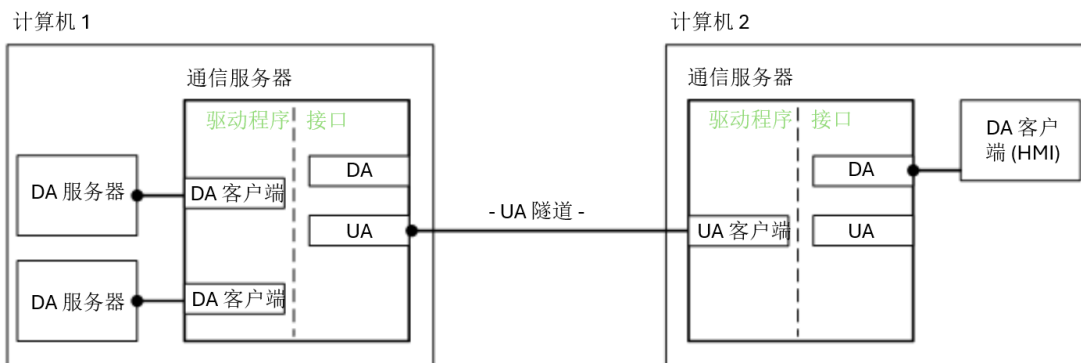 计算机 1
计算机 2
通信服务器
通信服务器
驱动程序
接口
驱动程序
接口
DA 客户
端 (HMI)
DA
DA
DA 服务器
DA 客户端
- UA 隧道 -
UA
UA 客户端
UA
DA 服务器
DA 客户端